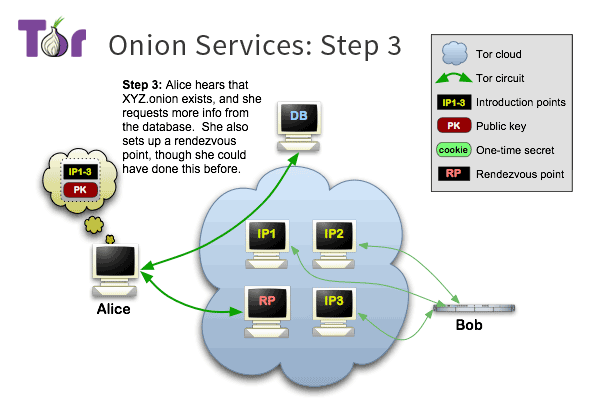 Tor
Onion Services: Step 3
Step 3: Alice hears that
XYZ.onion exists, and she
requests more info from
the database. She also
sets up a rendezvous
point, though she could
have done this before.
DB
Tor cloud
Tor circuit
IP1-3 Introduction points
PK Public key
cookie One-time secret
RP Rendezvous point
IP1-3
PK
IP1
IP2
Alice
RP
IP3
Bob